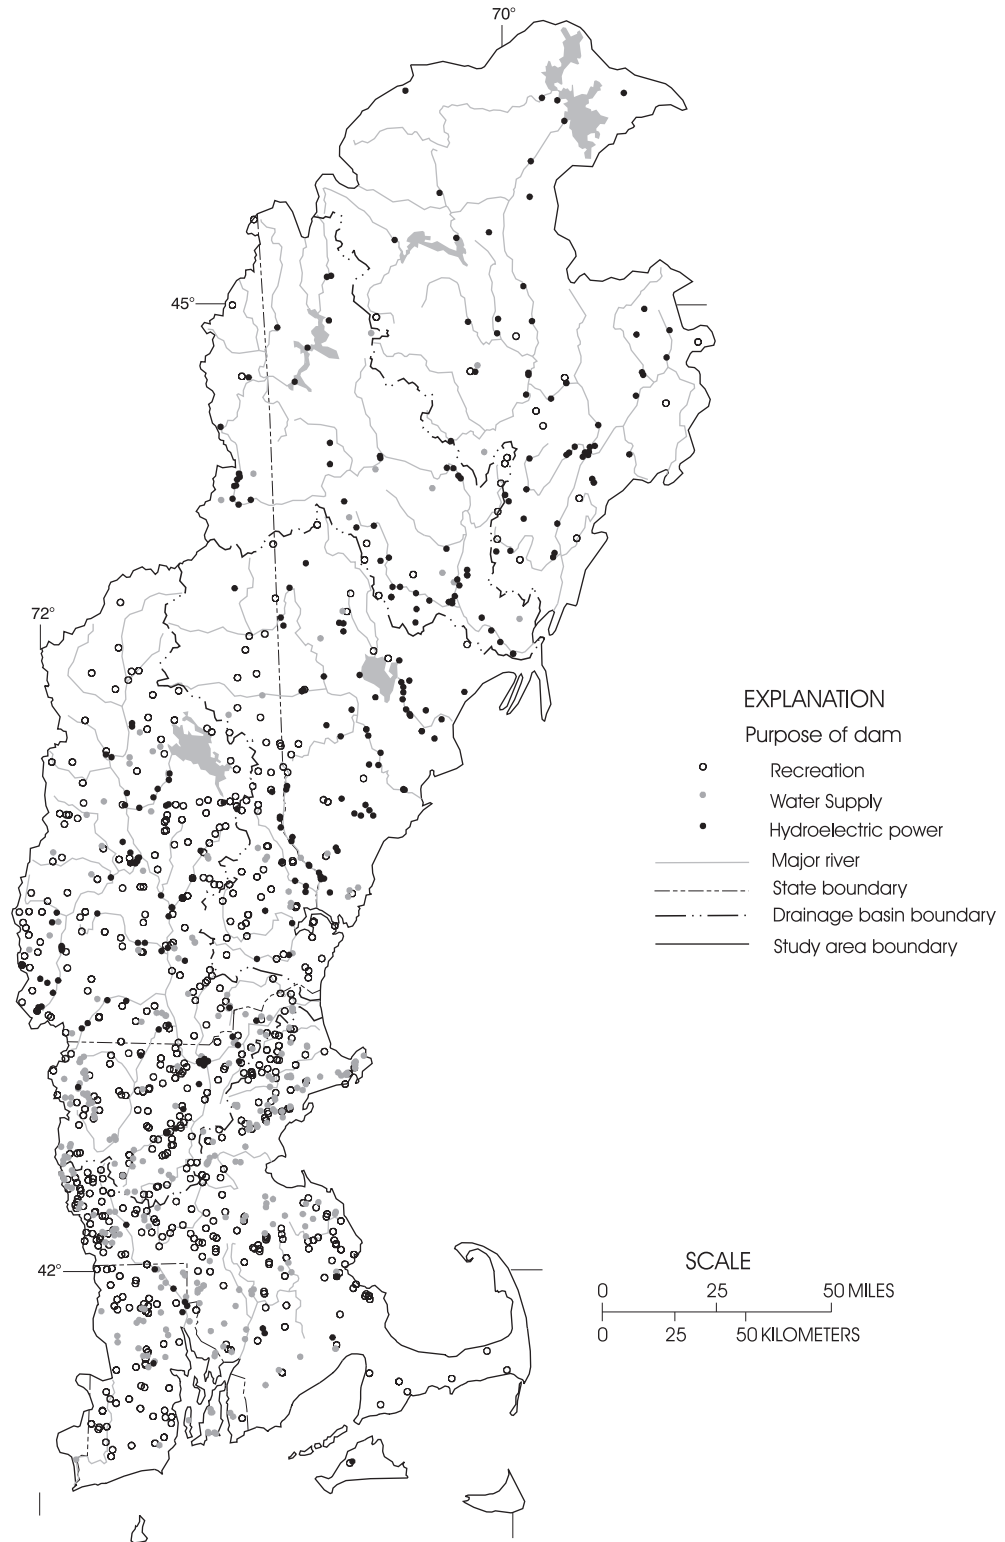 70°
45°
72°
EXPLANATION
Purpose of dam
Recreation
Water Supply
Hydroelectric power
Major river
State boundary
Drainage basin boundary
Study area boundary
42°
SCALE
0 25 50 MILES
0 25 50 KILOMETERS